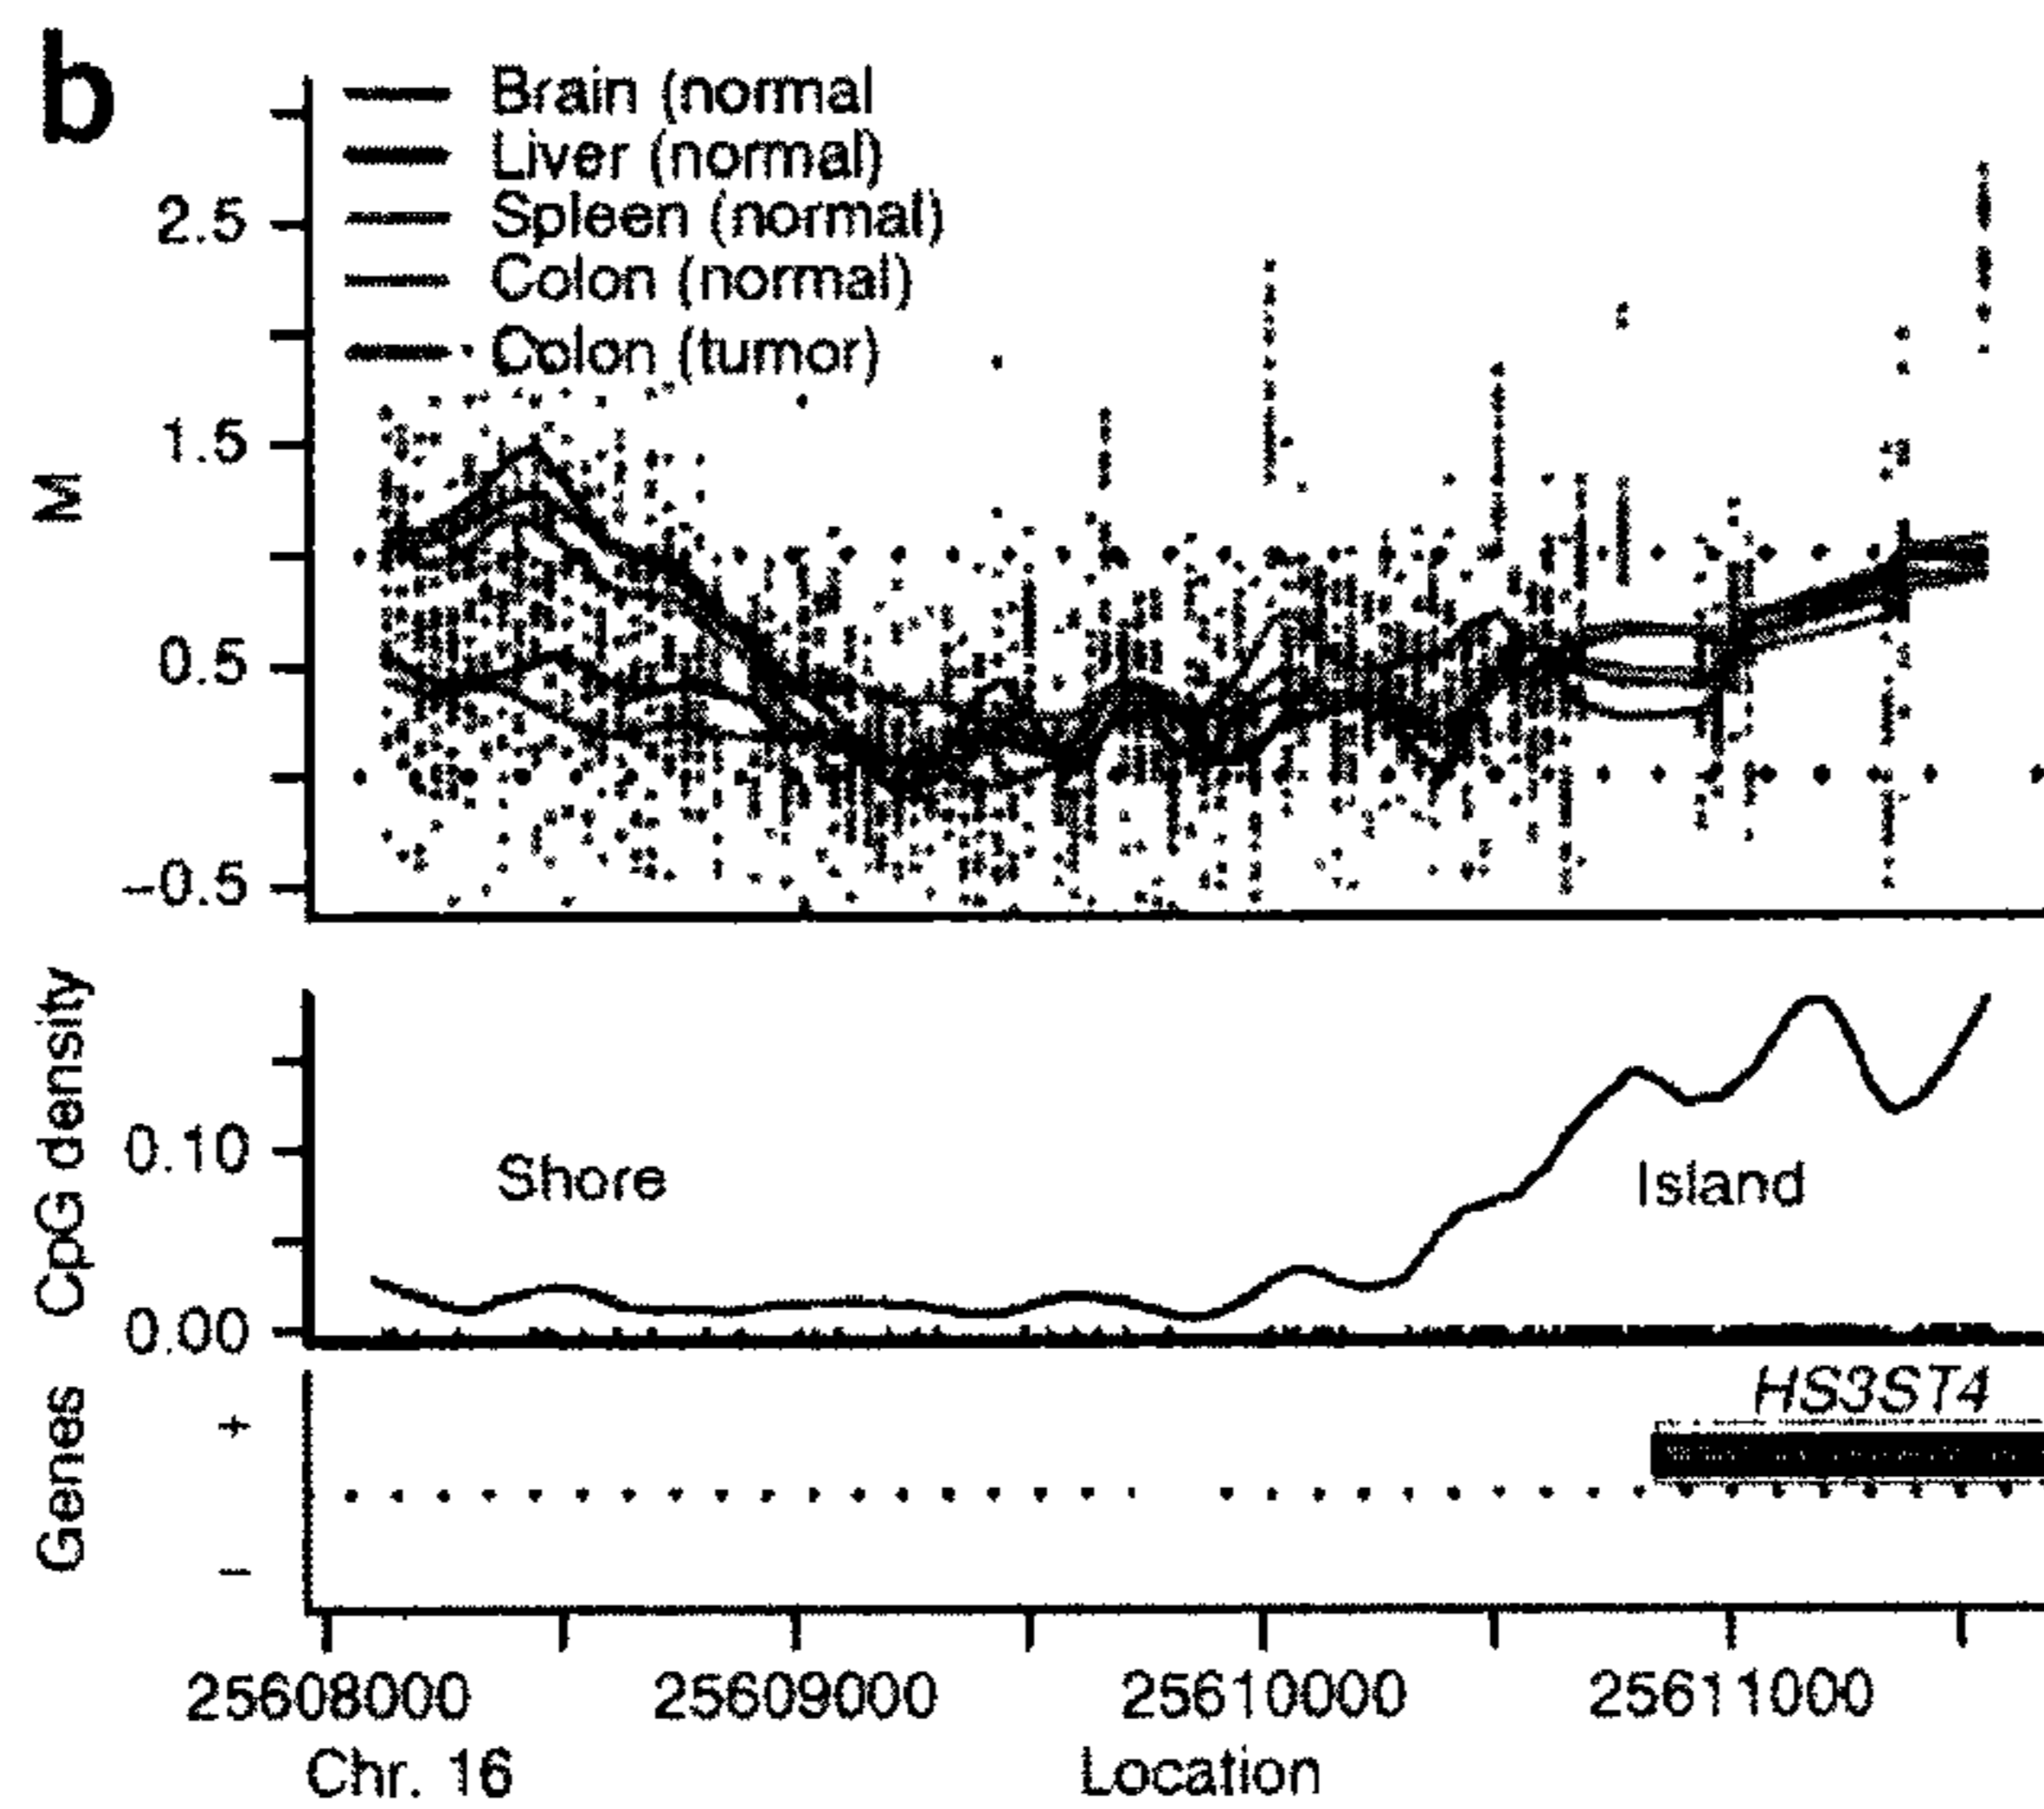 b
Brain (normal
Liver (normal)
Spleen (normal)
Colon (normal)
Colon (tumor)
M
2.5
1.5
0.5
−0.5
CpG density
0.10
0.00
Shore
Island
Genes
+
−
HS3ST4
25608000 25609000 25610000 25611000
Chr. 16 Location